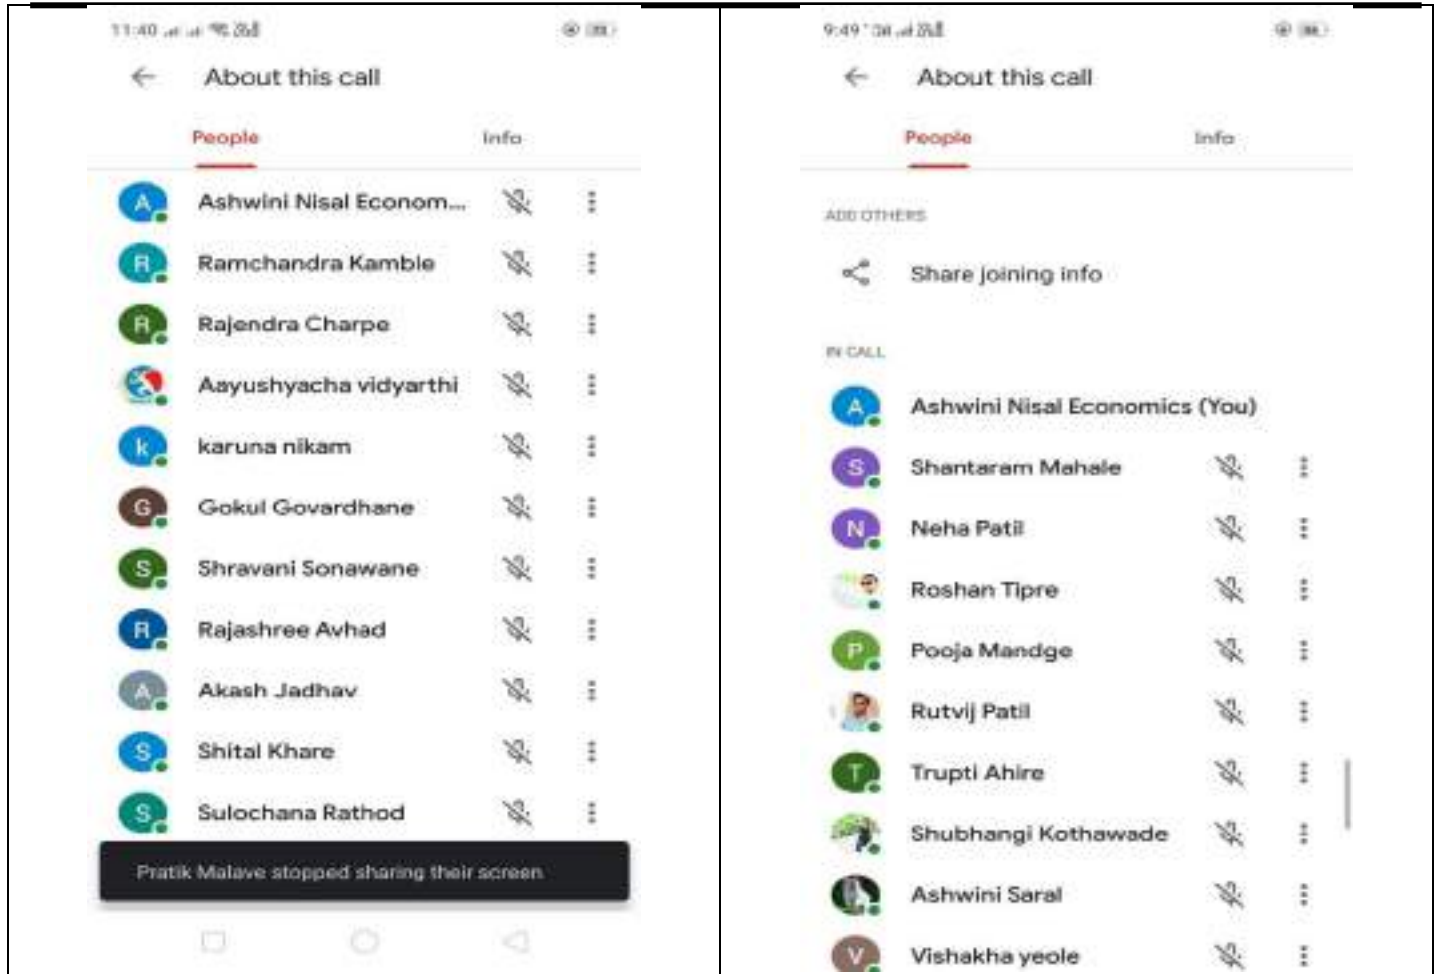 11:40
About this call
People Info
A Ashwini Nisal Econom...
R Ramchandra Kamble
R Rajendra Charpe
Aayushyacha vidyarthi
k karuna nikam
G Gokul Govardhane
S Shravani Sonawane
R Rajashree Avhad
A Akash Jadhav
S Shital Khare
S Sulochana Rathod
Pratik Malave stopped sharing their screen
9:49
About this call
People Info
ADD OTHERS
Share joining info
IN CALL
A Ashwini Nisal Economics (You)
S Shantaram Mahale
N Neha Patil
Roshan Tipre
P Pooja Mandge
Rutvij Patil
T Trupti Ahire
Shubhangi Kothawade
Ashwini Saral
V Vishakha yeole